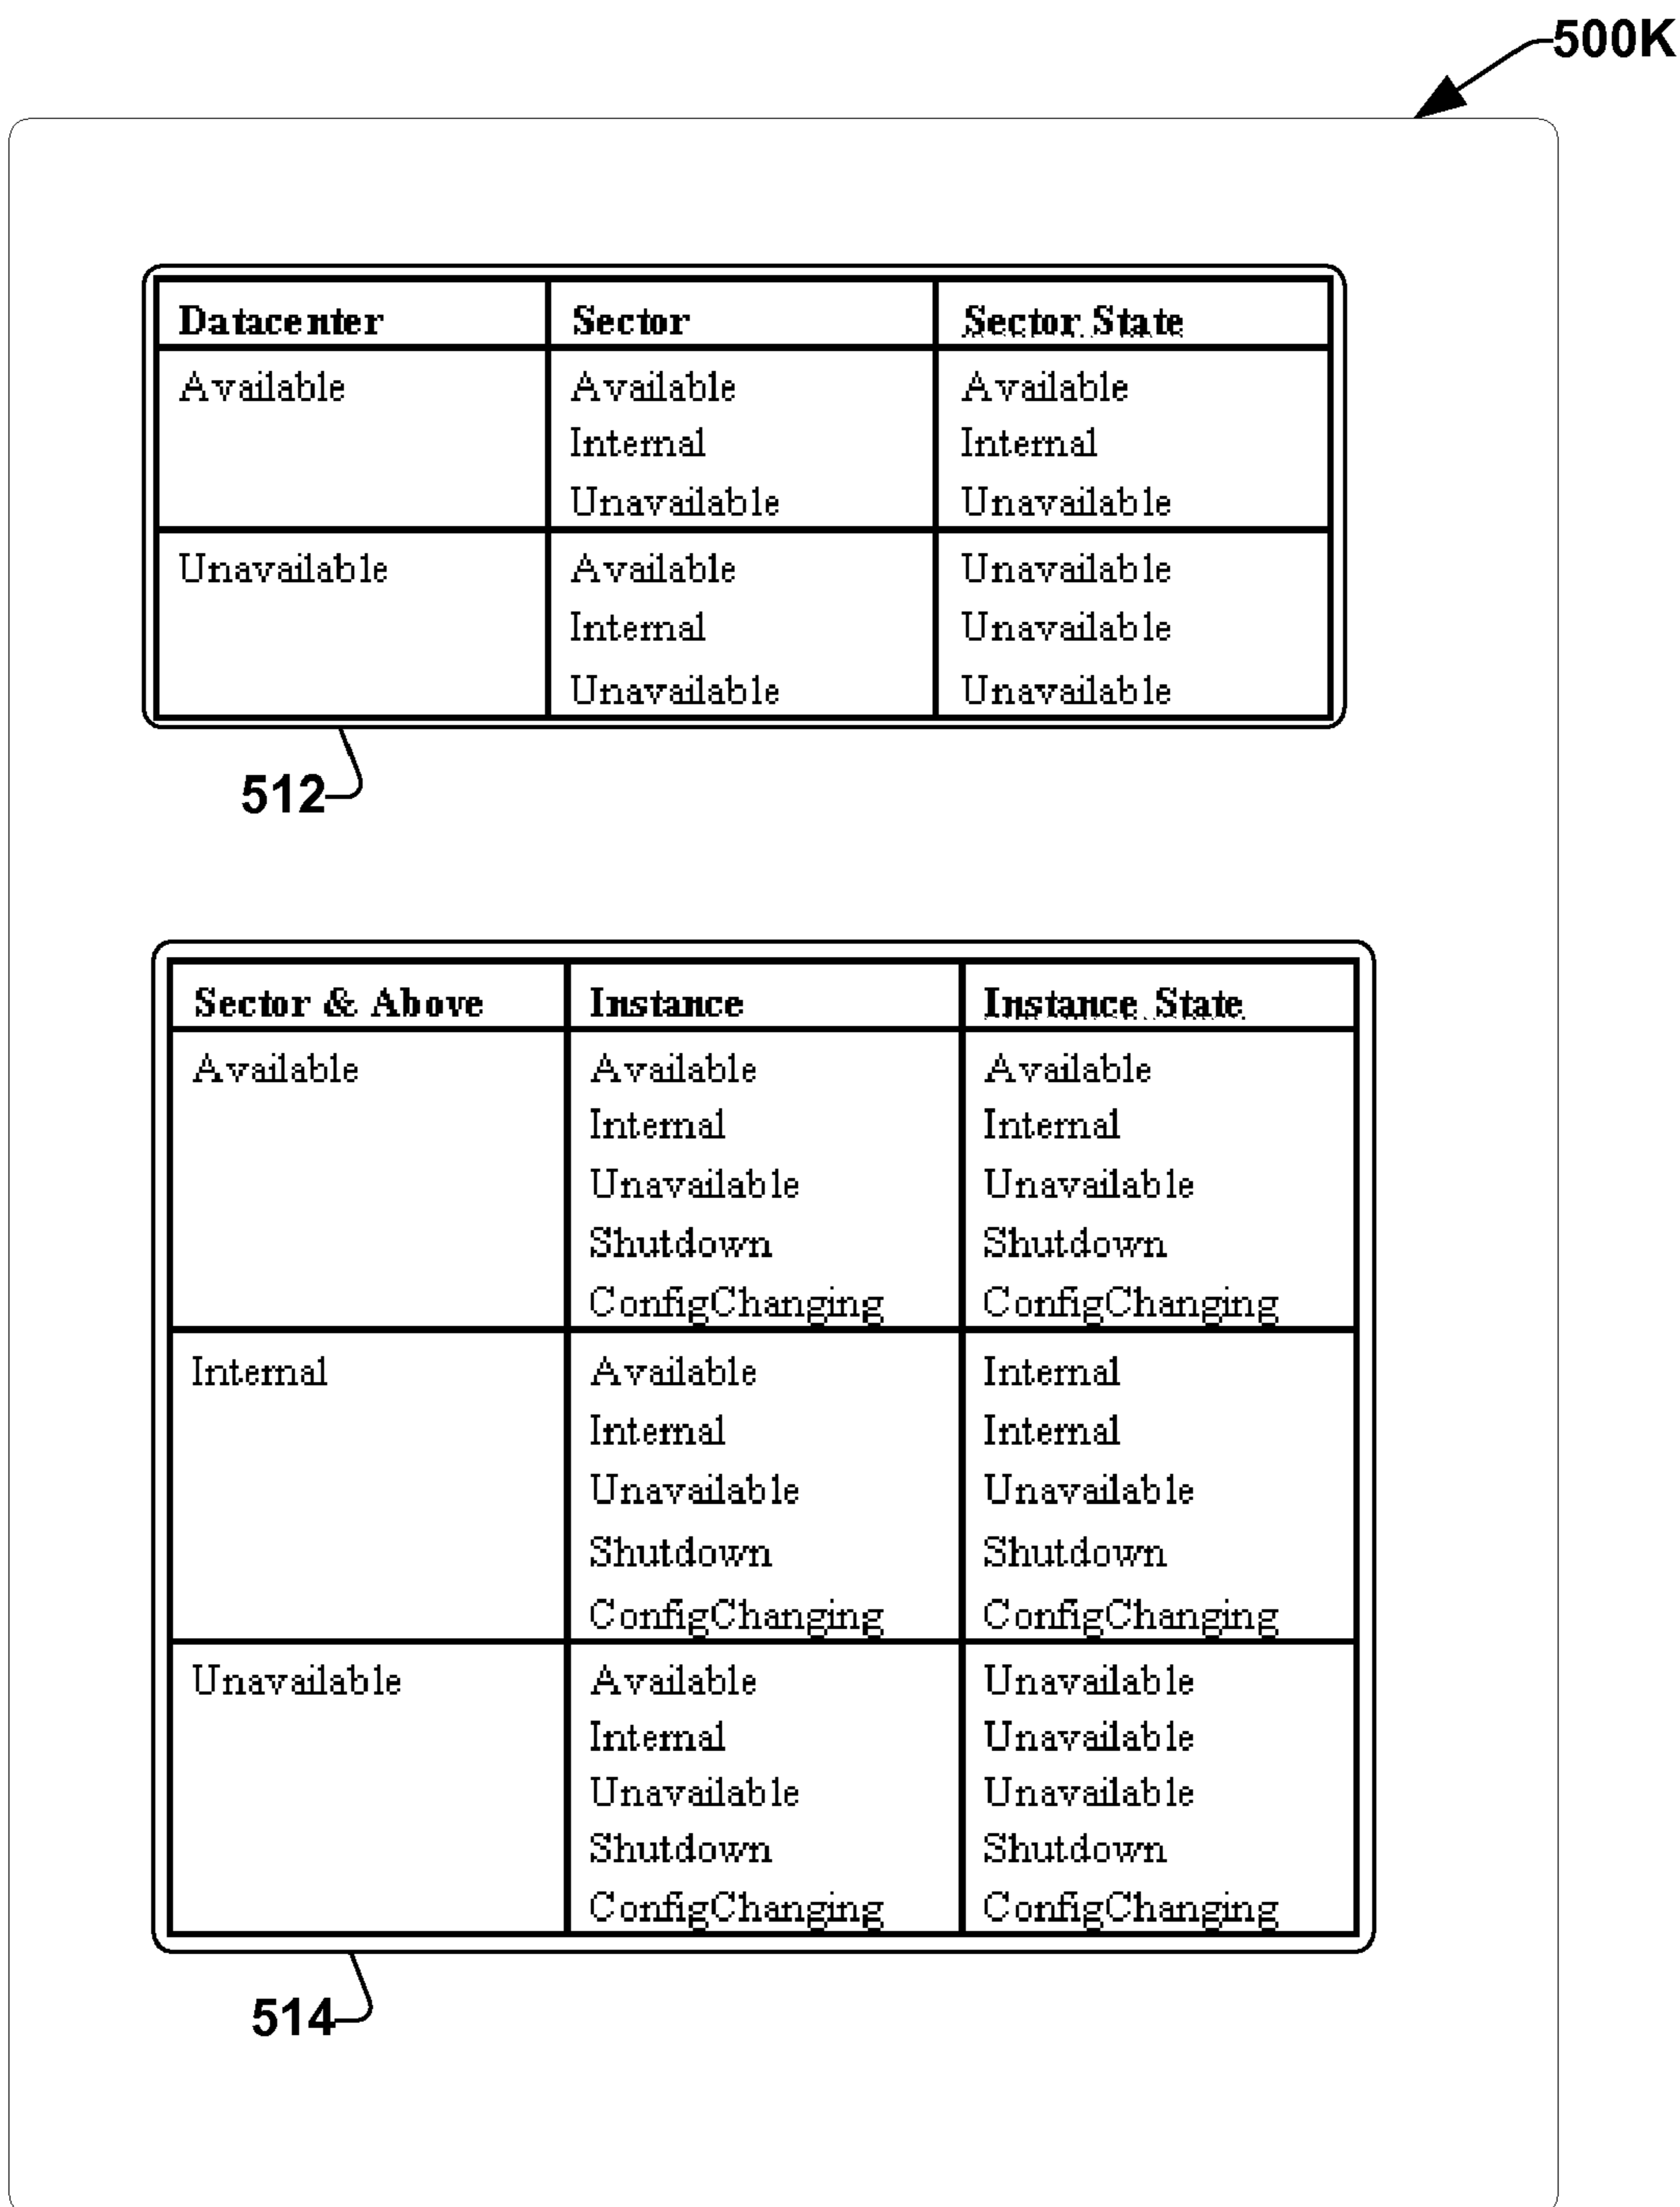 500K
Datacenter Sector Sector State
Available Available Available
Internal Internal
Unavailable Unavailable
Unavailable Available Unavailable
Internal Unavailable
Unavailable Unavailable
512
Sector & Above Instance Instance State
Available Available Available
Internal Internal
Unavailable Unavailable
Shutdown Shutdown
ConfigChanging ConfigChanging
Internal Available Internal
Internal Internal
Unavailable Unavailable
Shutdown Shutdown
ConfigChanging ConfigChanging
Unavailable Available Unavailable
Internal Unavailable
Unavailable Unavailable
Shutdown Shutdown
ConfigChanging ConfigChanging
514